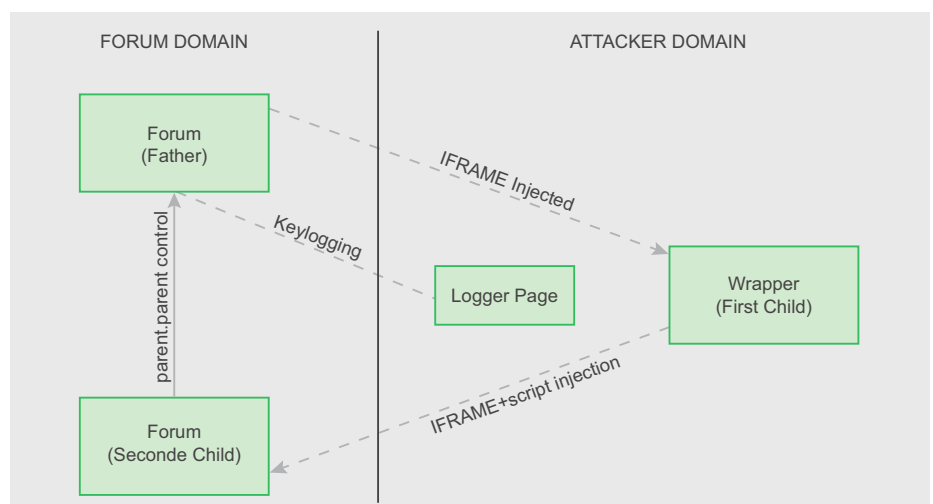 FORUM DOMAIN
ATTACKER DOMAIN
Forum
(Father)
IFRAME Injected
Keylogging
parent.parent control
Logger Page
Wrapper
(First Child)
IFRAME+script injection
Forum
(Seconde Child)